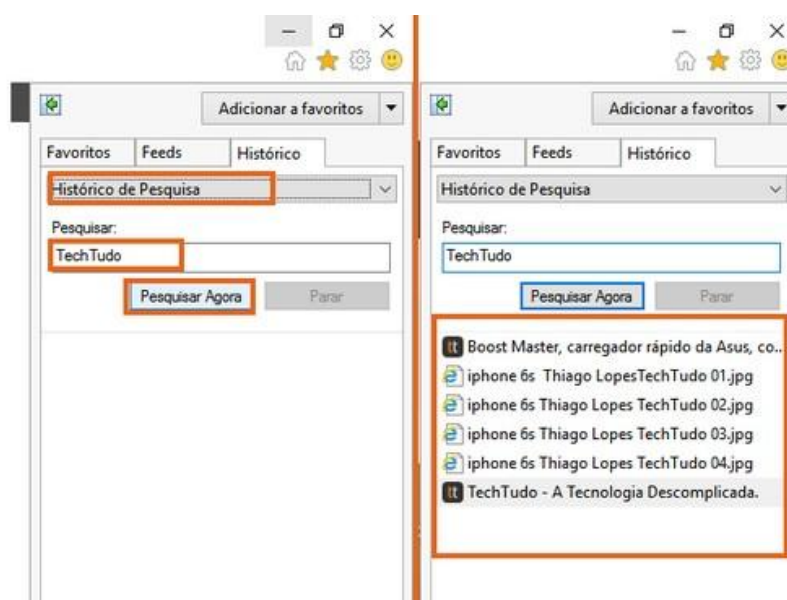 Adicionar a favoritos
Favoritos Feeds Histórico
Histórico de Pesquisa
Pesquisar:
TechTudo
Pesquisar Agora Parar
Adicionar a favoritos
Favoritos Feeds Histórico
Histórico de Pesquisa
Pesquisar:
TechTudo
Pesquisar Agora Parar
tt Boost Master, carregador rápido da Asus, co...
iphone 6s Thiago LopesTechTudo 01.jpg
iphone 6s Thiago Lopes TechTudo 02.jpg
iphone 6s Thiago Lopes TechTudo 03.jpg
iphone 6s Thiago Lopes TechTudo 04.jpg
tt TechTudo - A Tecnologia Descomplicada.